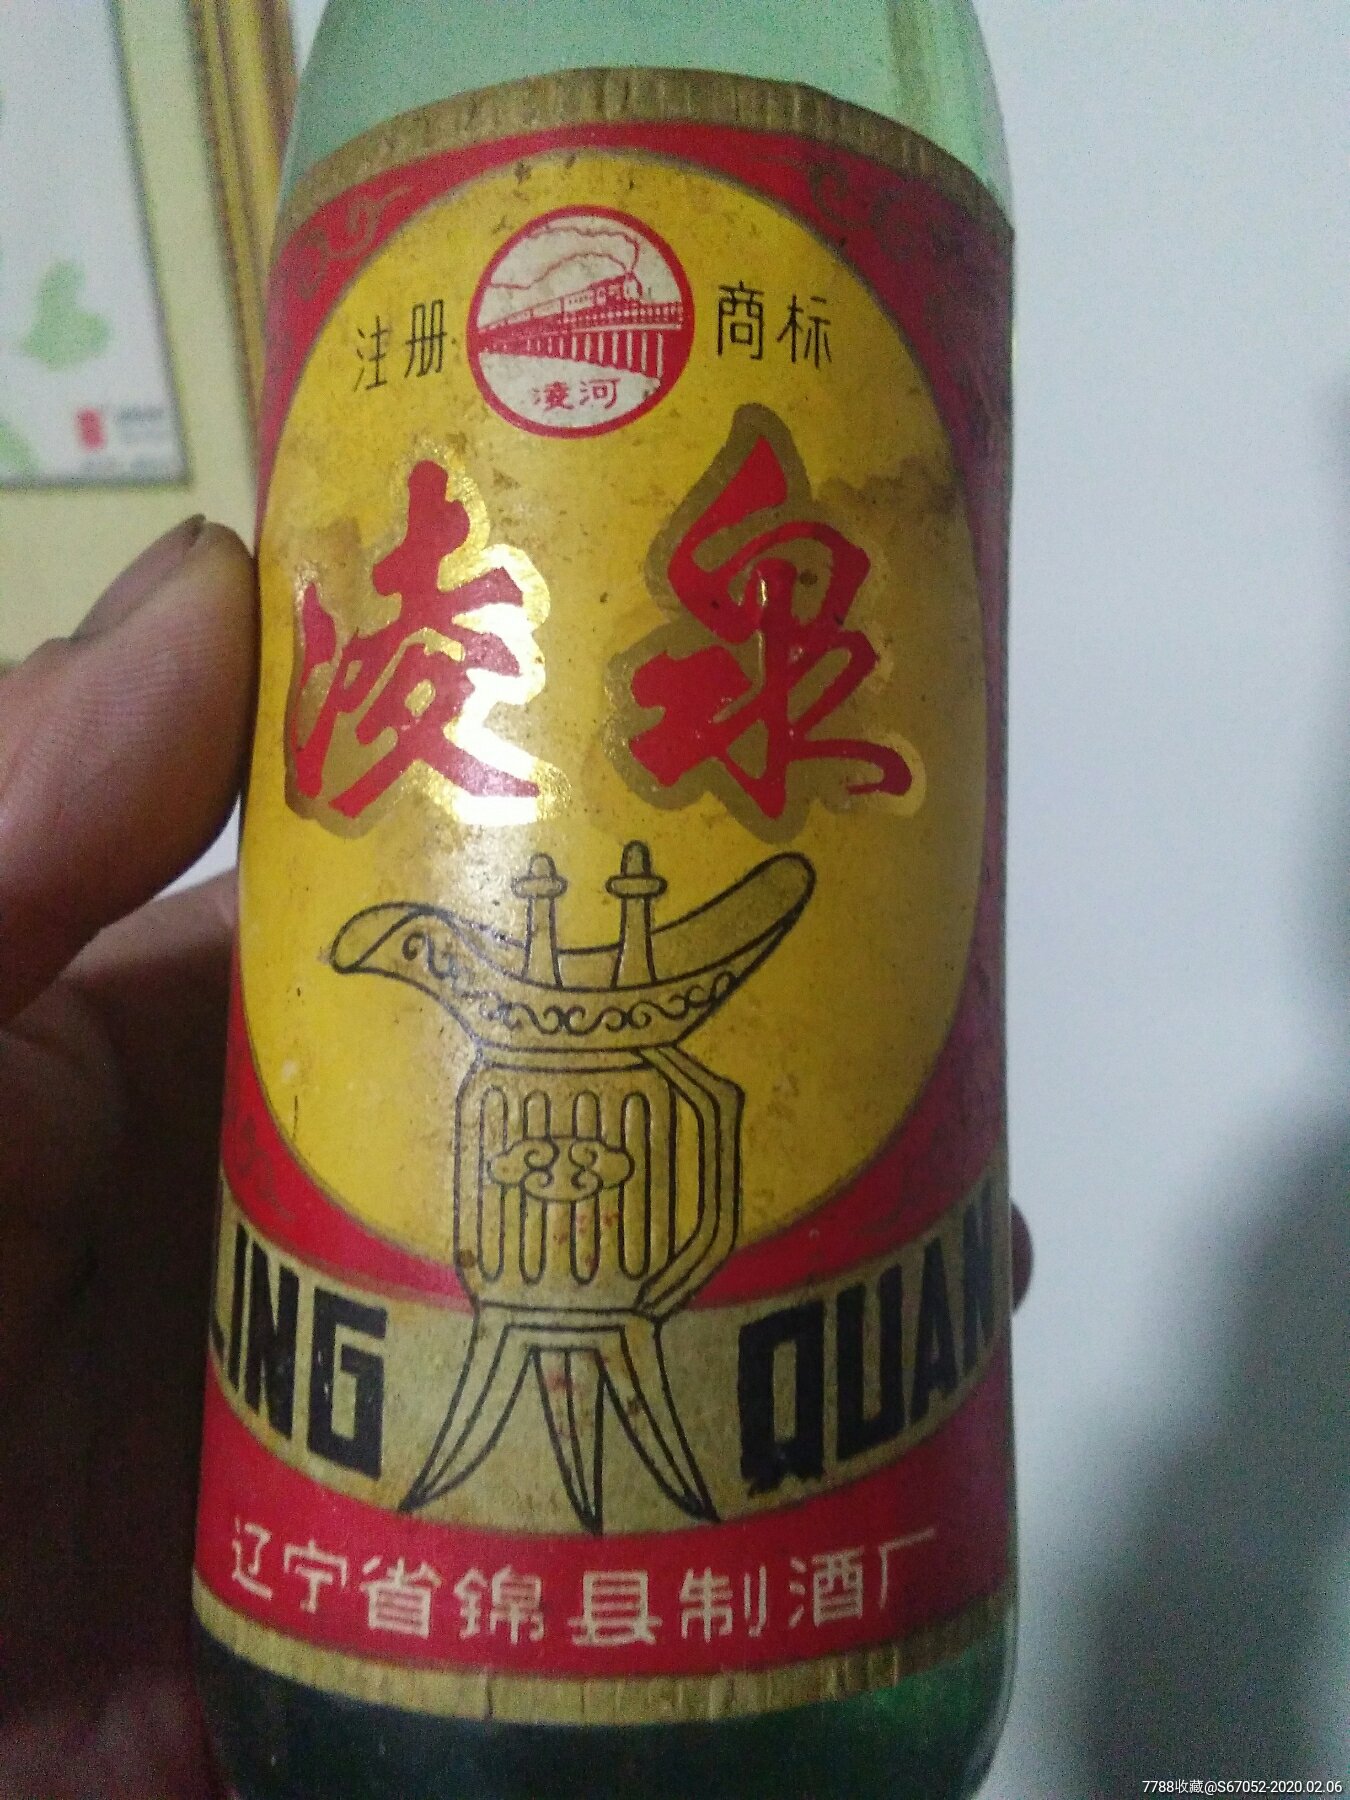 注册 商标
凌河
凌泉
LING QUAN
辽宁省锦县制酒厂
7788收藏@S67052-2020.02.06